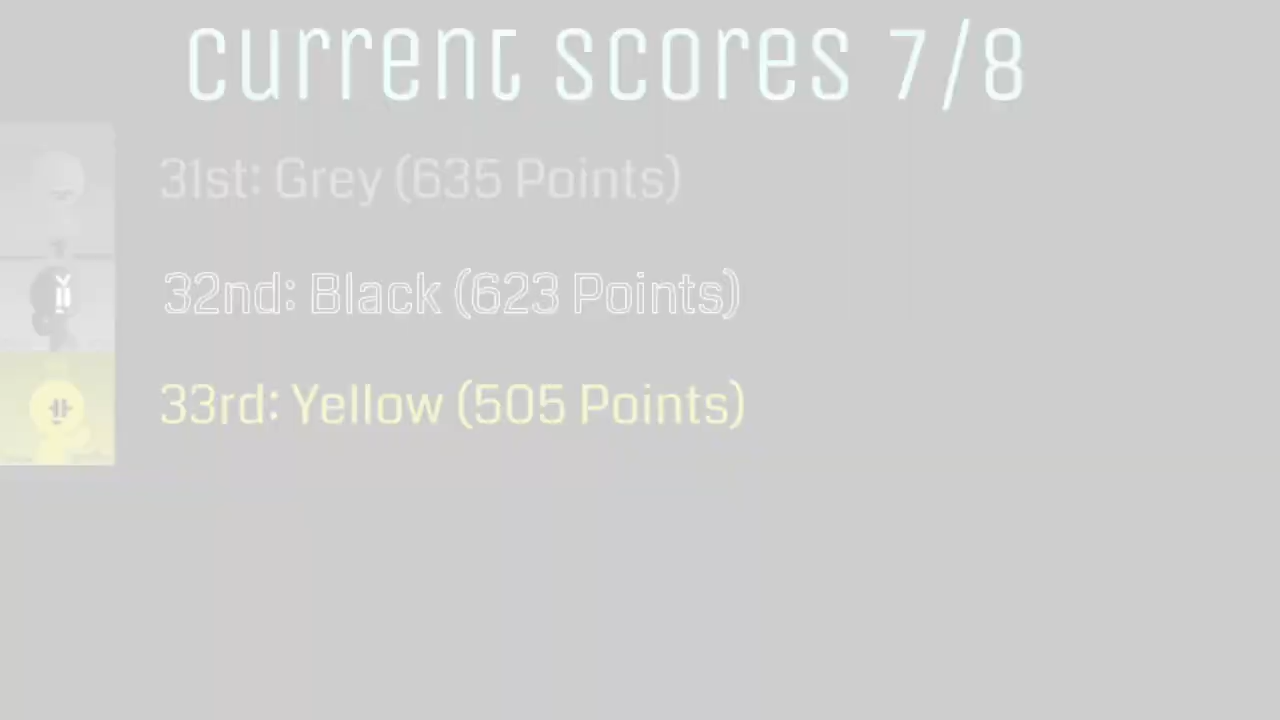 current scores 7/8
31st: Grey (635 Points)
32nd: Black (623 Points)
33rd: Yellow (505 Points)